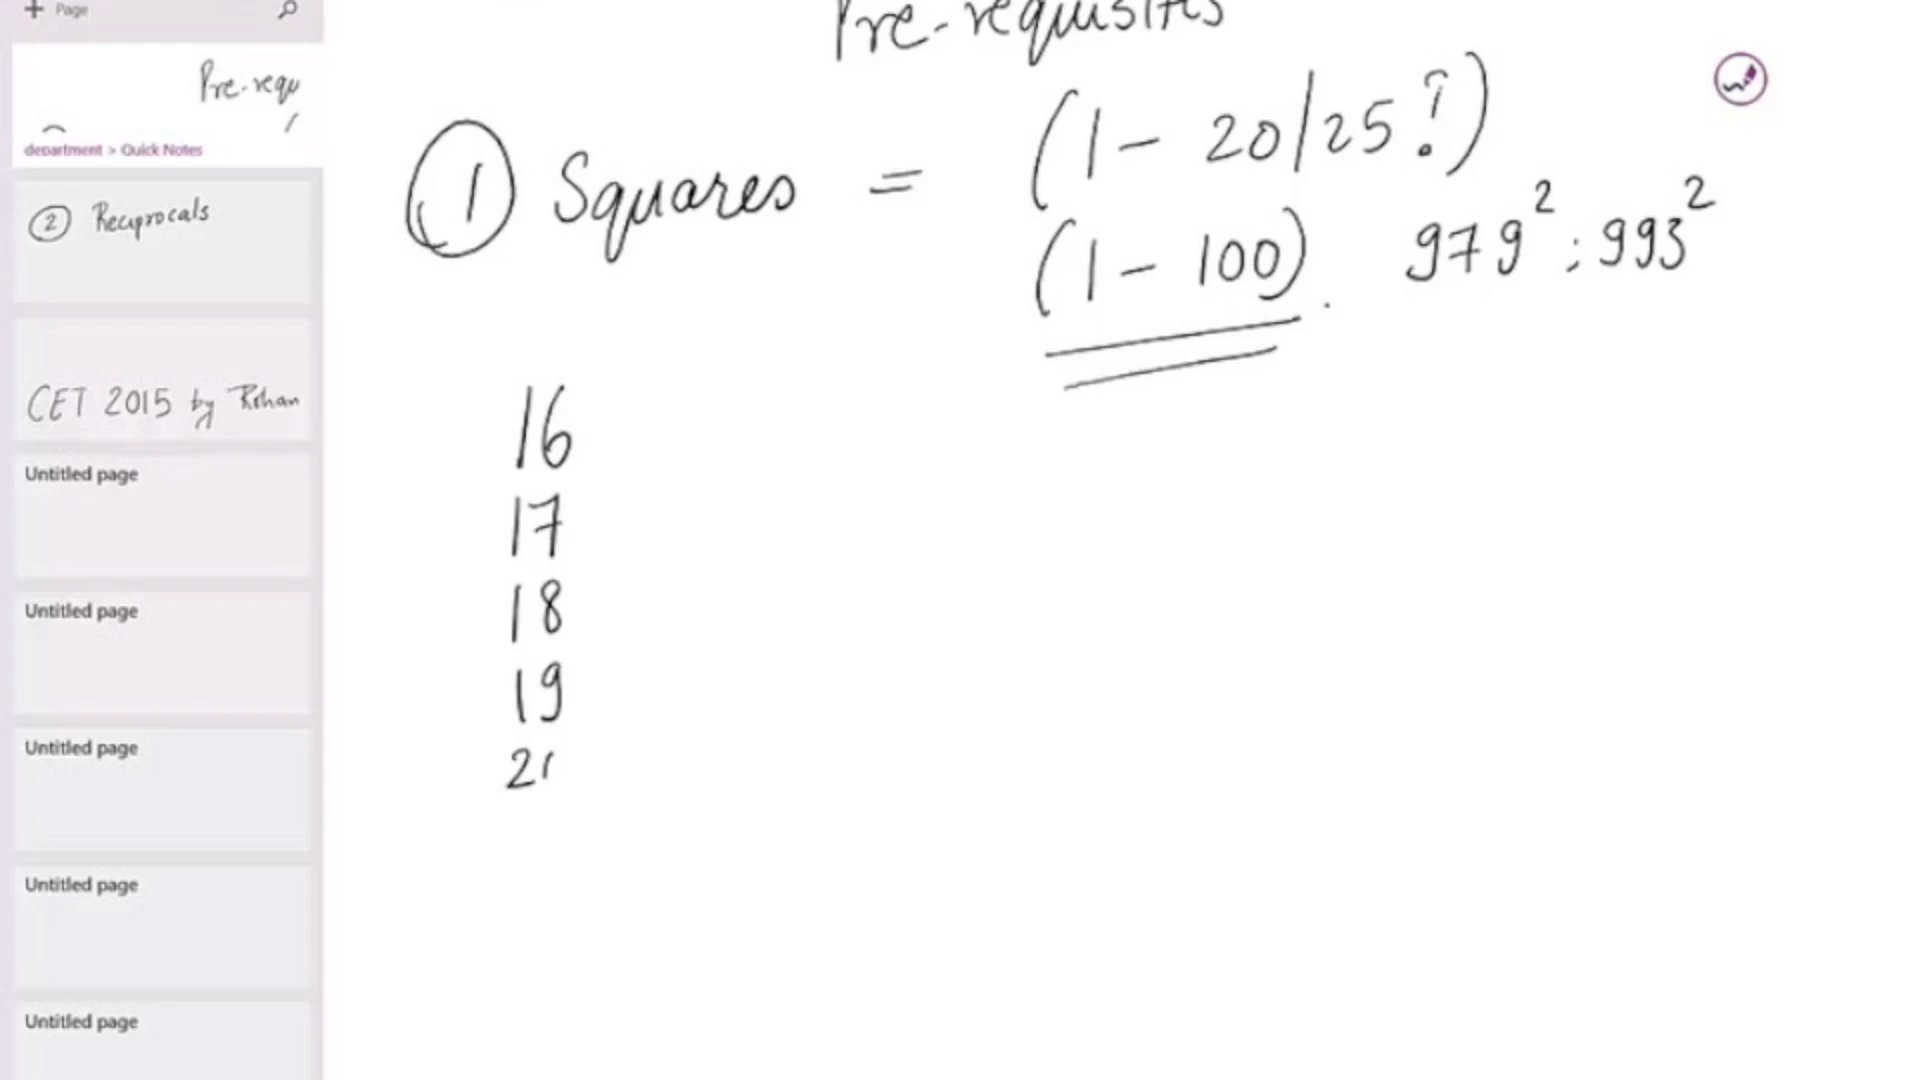 + Page
Pre-requ
department > Quick Notes
② Reciprocals
CET 2015 by Rohan
Untitled page
Untitled page
Untitled page
Untitled page
Untitled page
Pre-requisites
① Squares = (1 - 20/25?)
(1 - 100). 979² ; 993²
16
17
18
19